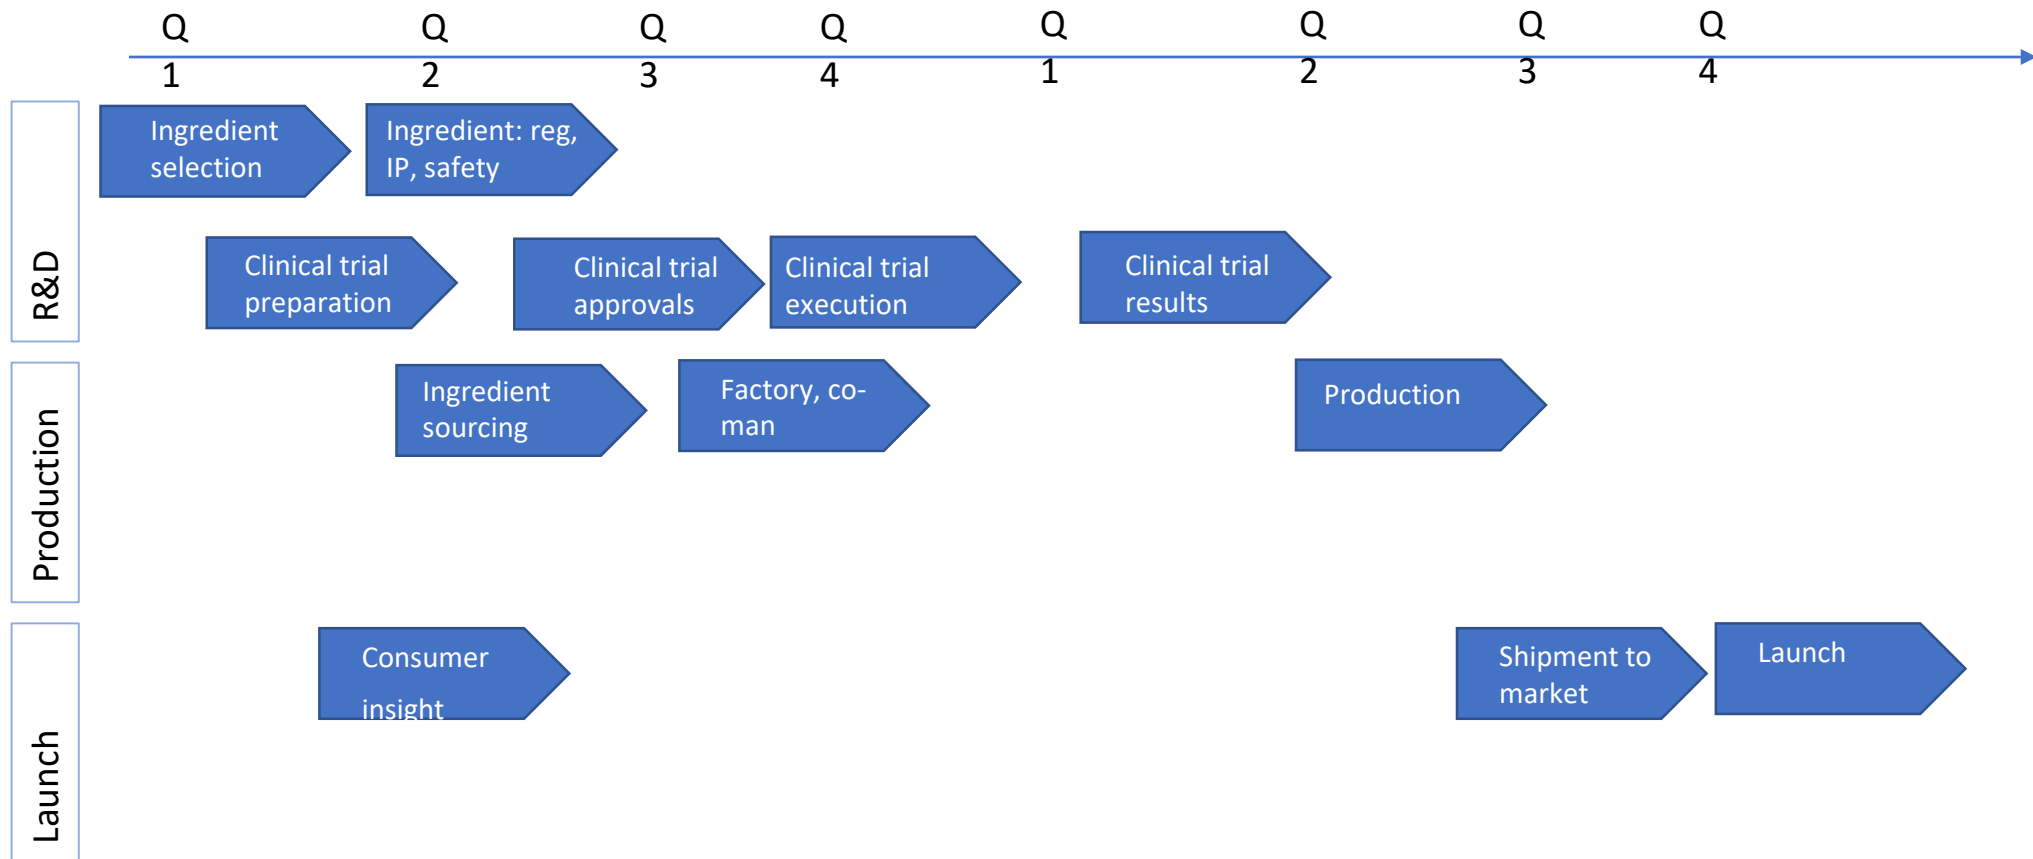 Q Q Q Q Q Q Q Q
1 2 3 4 1 2 3 4
R&D
Ingredient
selection
Ingredient: reg,
IP, safety
Clinical trial
preparation
Clinical trial
approvals
Clinical trial
execution
Clinical trial
results
Production
Ingredient
sourcing
Factory, co-
man
Production
Launch
Consumer
insight
Shipment to
market
Launch